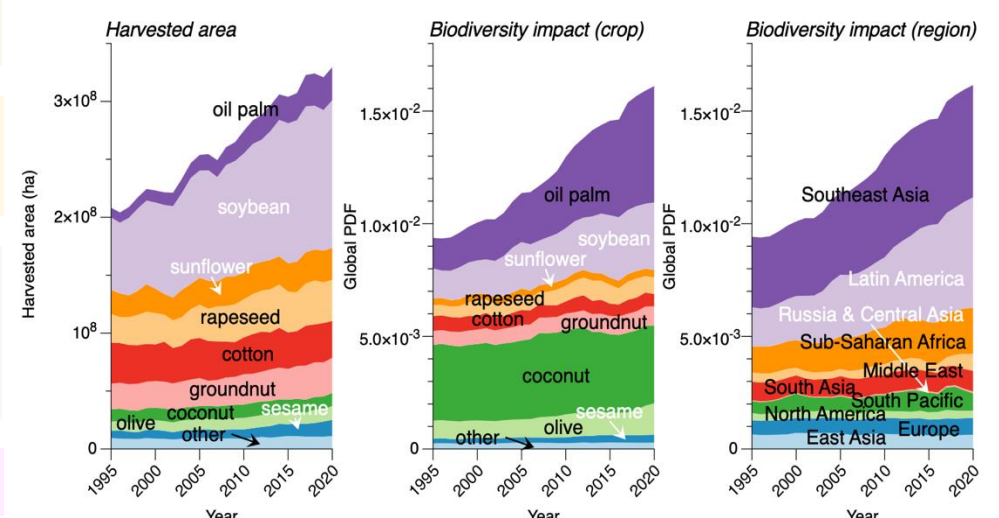 Harvested area
Harvested area (ha)
3×10⁸
2×10⁸
10⁸
0
oil palm
soybean
sunflower
rapeseed
cotton
groundnut
coconut
sesame
olive
other
1995
2000
2005
2010
2015
2020
Year
Biodiversity impact (crop)
Global PDF
1.5×10⁻²
1.0×10⁻²
5.0×10⁻³
0
oil palm
soybean
sunflower
rapeseed
cotton
groundnut
coconut
sesame
olive
other
1995
2000
2005
2010
2015
2020
Year
Biodiversity impact (region)
Global PDF
1.5×10⁻²
1.0×10⁻²
5.0×10⁻³
0
Southeast Asia
Latin America
Russia & Central Asia
Sub-Saharan Africa
Middle East
South Asia
South Pacific
North America
Europe
East Asia
1995
2000
2005
2010
2015
2020
Year